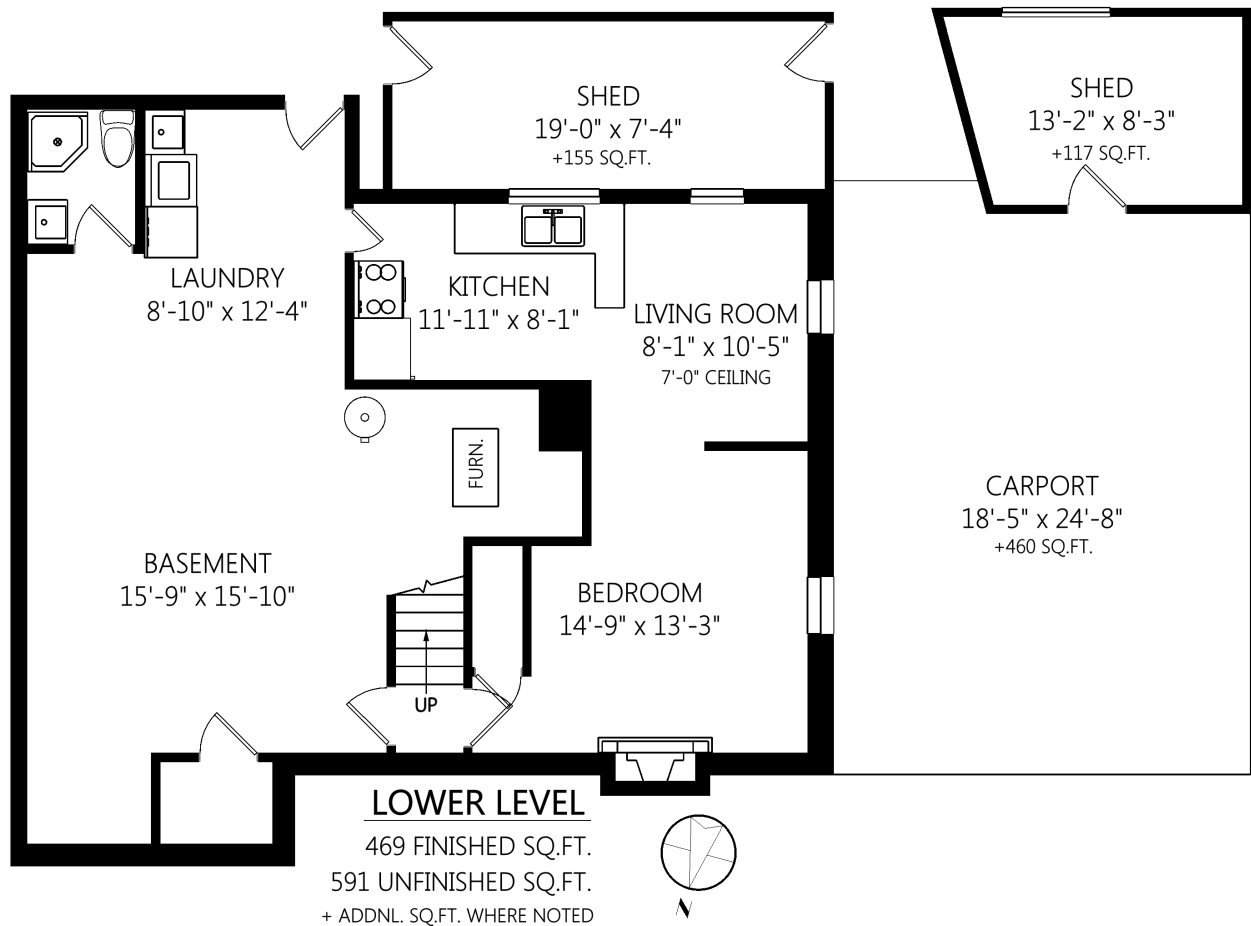 SHED
19'-0" x 7'-4"
+155 SQ.FT.
SHED
13'-2" x 8'-3"
+117 SQ.FT.
LAUNDRY
8'-10" x 12'-4"
KITCHEN
11'-11" x 8'-1"
LIVING ROOM
8'-1" x 10'-5"
7'-0" CEILING
FURN.
CARPORT
18'-5" x 24'-8"
+460 SQ.FT.
BASEMENT
15'-9" x 15'-10"
BEDROOM
14'-9" x 13'-3"
UP
LOWER LEVEL
469 FINISHED SQ.FT.
591 UNFINISHED SQ.FT.
+ ADDNL. SQ.FT. WHERE NOTED
N